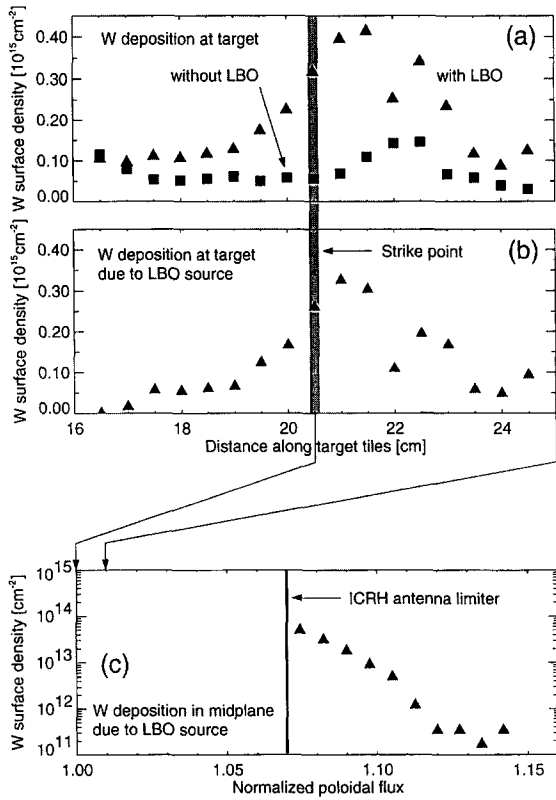 W surface density [10¹⁵cm⁻²]
0.40
0.30
0.20
0.10
0.00
W deposition at target
(a)
without LBO
with LBO
W surface density [10¹⁵cm⁻²]
0.40
0.30
0.20
0.10
0.00
W deposition at target
due to LBO source
(b)
Strike point
16
18
20
22
24
Distance along target tiles [cm]
W surface density [cm⁻²]
10¹⁵
10¹⁴
10¹³
10¹²
10¹¹
ICRH antenna limiter
(c)
W deposition in midplane
due to LBO source
1.00
1.05
1.10
1.15
Normalized poloidal flux